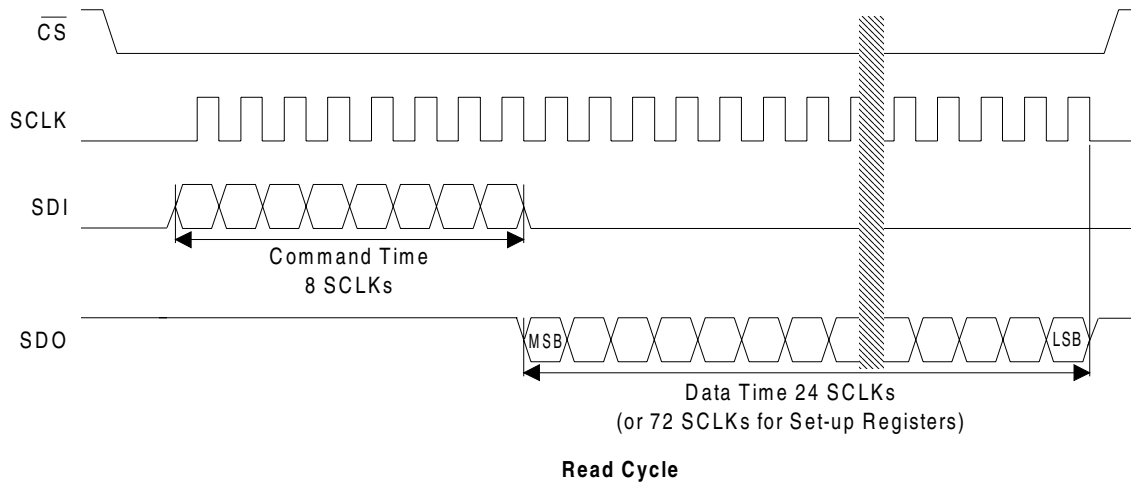 CS
SCLK
SDI
Command Time
8 SCLKs
SDO
MSB
LSB
Data Time 24 SCLKs
(or 72 SCLKs for Set-up Registers)
Read Cycle